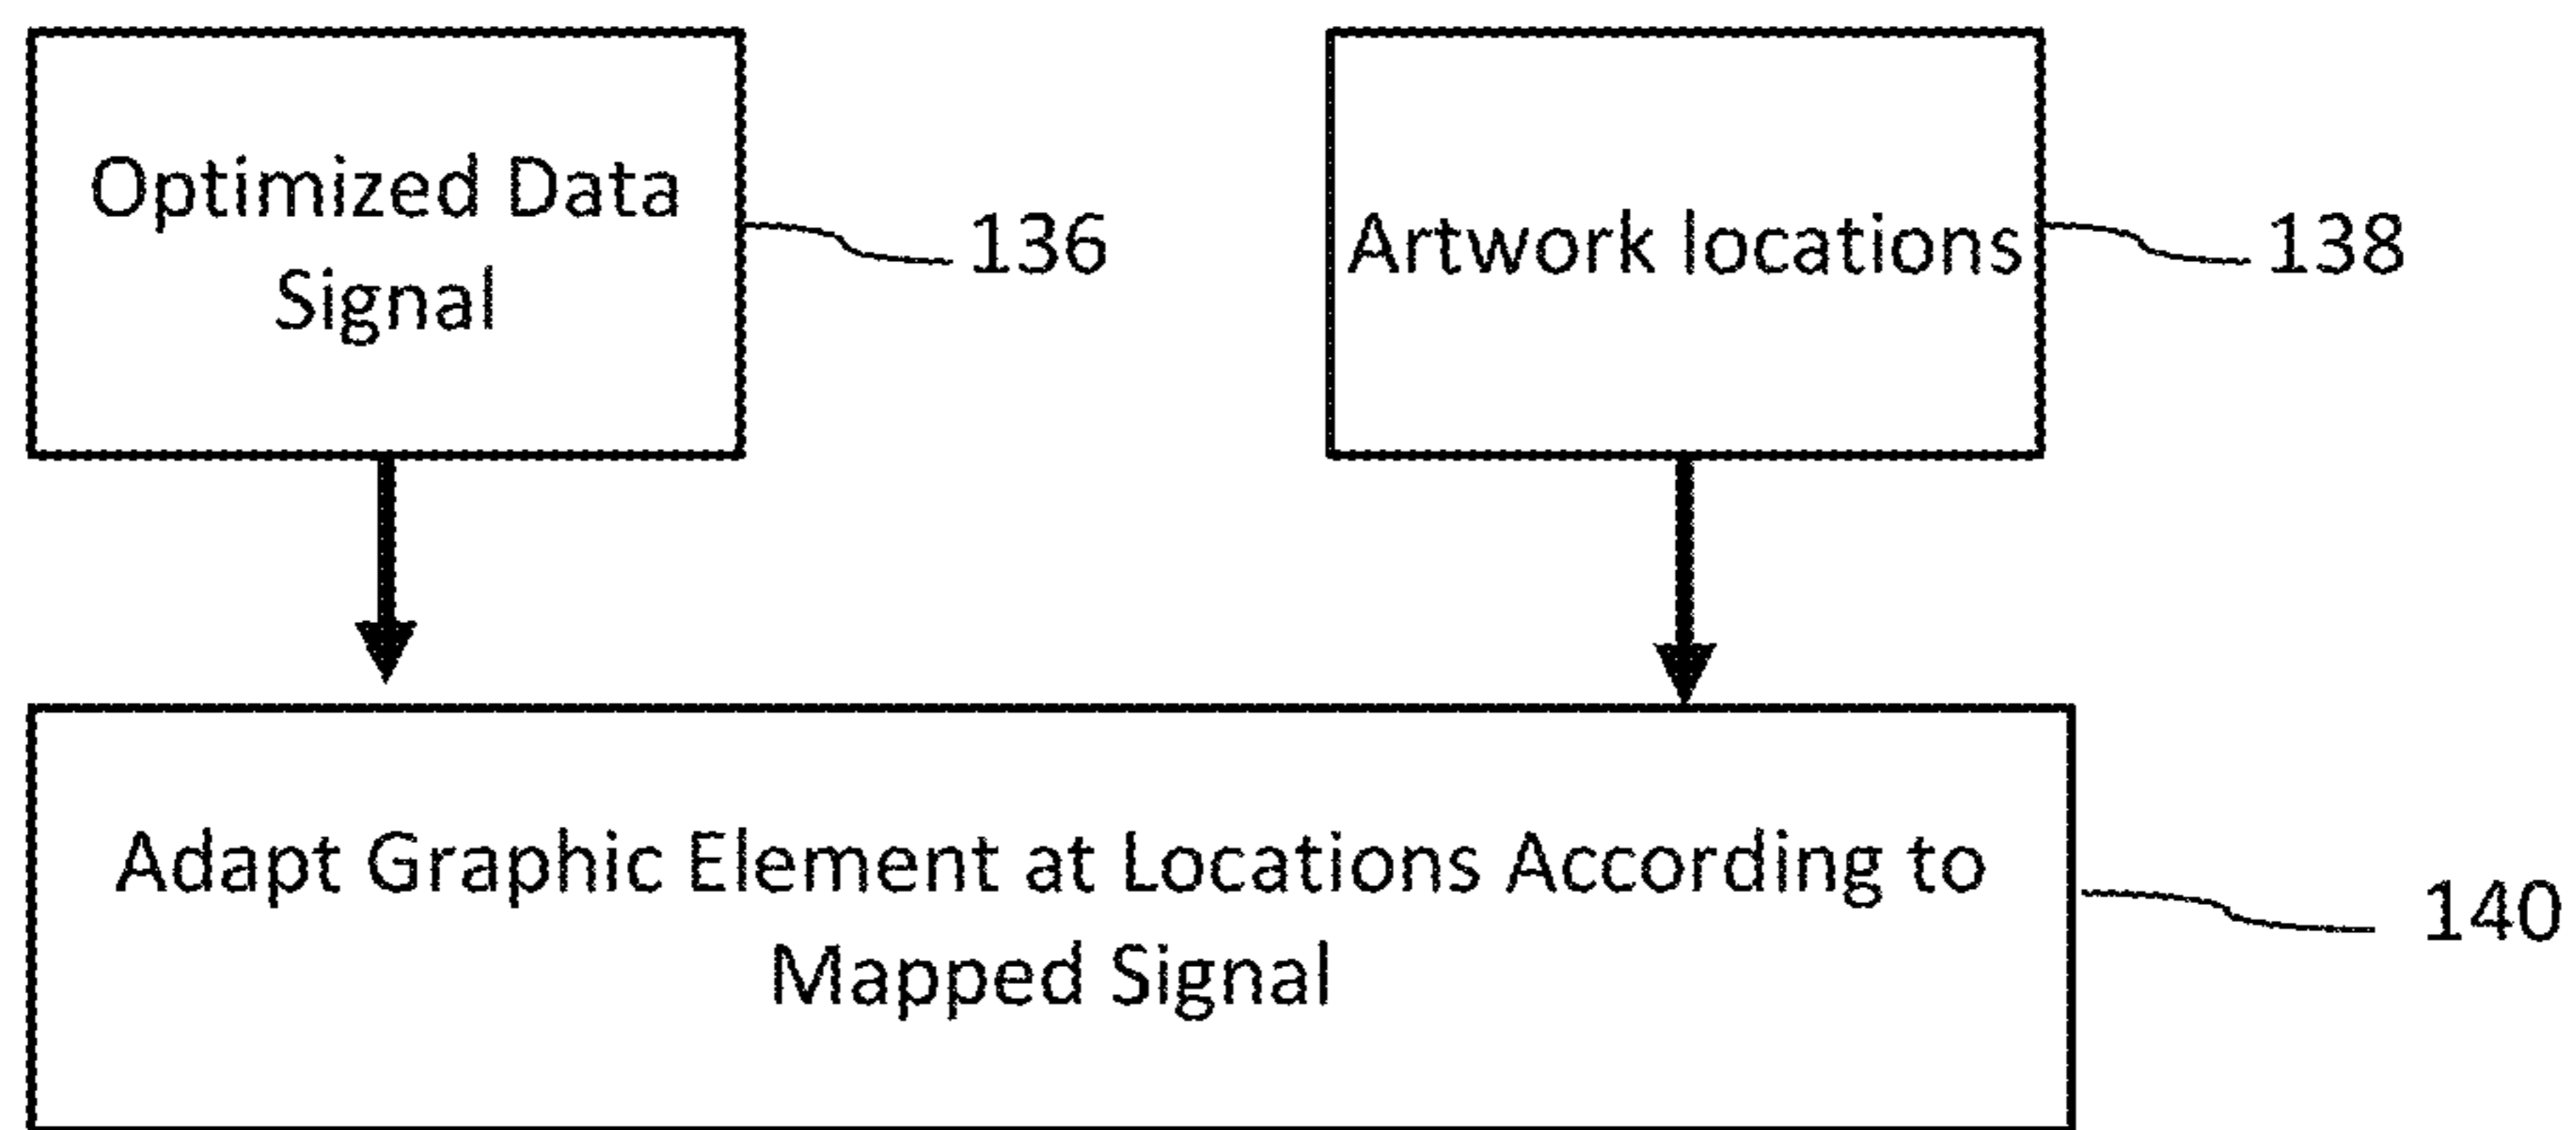 Optimized Data
Signal
136
Artwork locations
138
Adapt Graphic Element at Locations According to
Mapped Signal
140